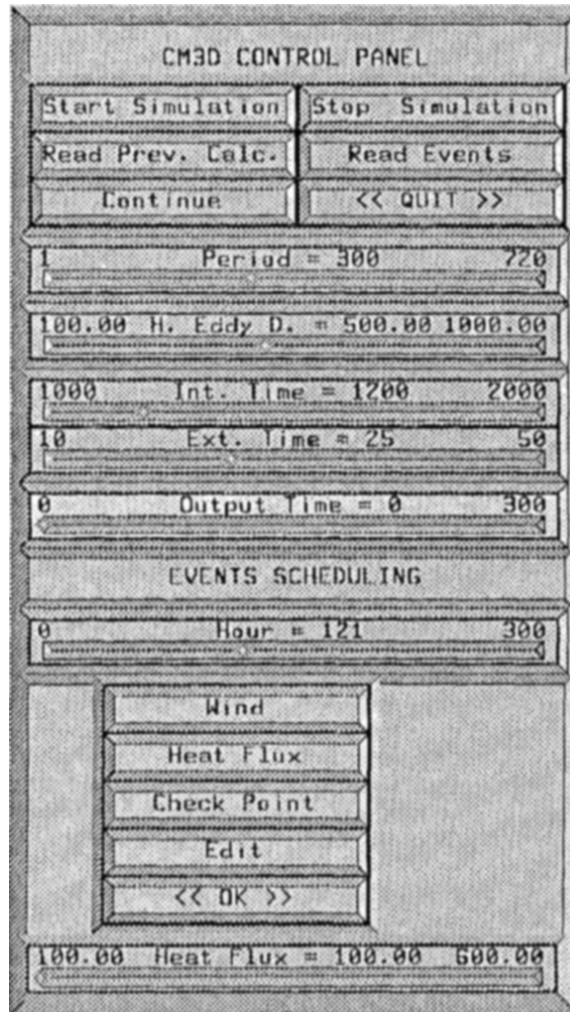 CM3D CONTROL PANEL
Start Simulation
Stop Simulation
Read Prev. Calc.
Read Events
Continue
<< QUIT >>
1 Period = 300 720
100.00 H. Eddy D. = 500.00 1000.00
1000 Int. Time = 1200 2000
10 Ext. Time = 25 50
0 Output Time = 0 300
EVENTS SCHEDULING
0 Hour = 121 300
Wind
Heat Flux
Check Point
Edit
<< OK >>
100.00 Heat Flux = 100.00 600.00